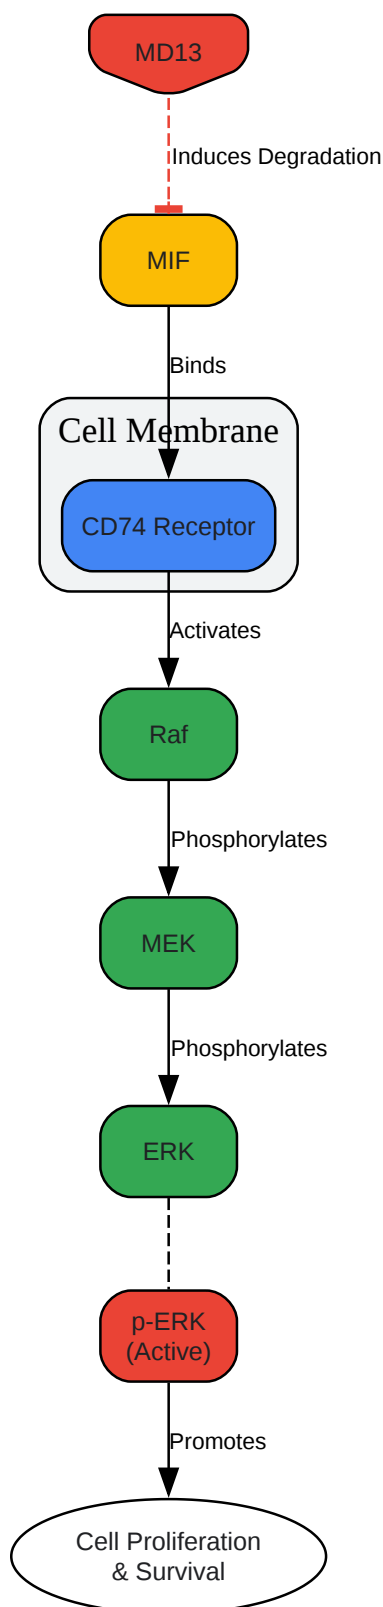 MD13
Induces Degradation
MIF
Binds
Cell Membrane
CD74 Receptor
Activates
Raf
Phosphorylates
MEK
Phosphorylates
ERK
p-ERK
(Active)
Promotes
Cell Proliferation
& Survival